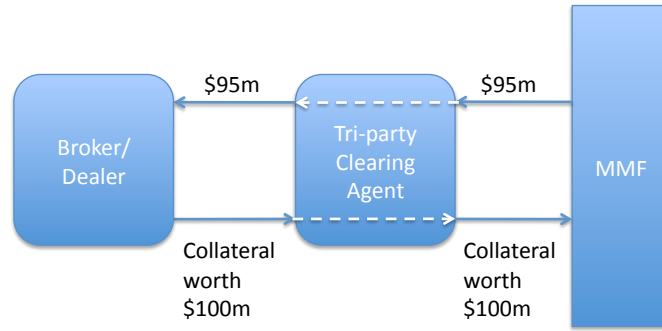 $95m
$95m
Broker/
Dealer
Tri-party
Clearing
Agent
MMF
Collateral
worth
$100m
Collateral
worth
$100m